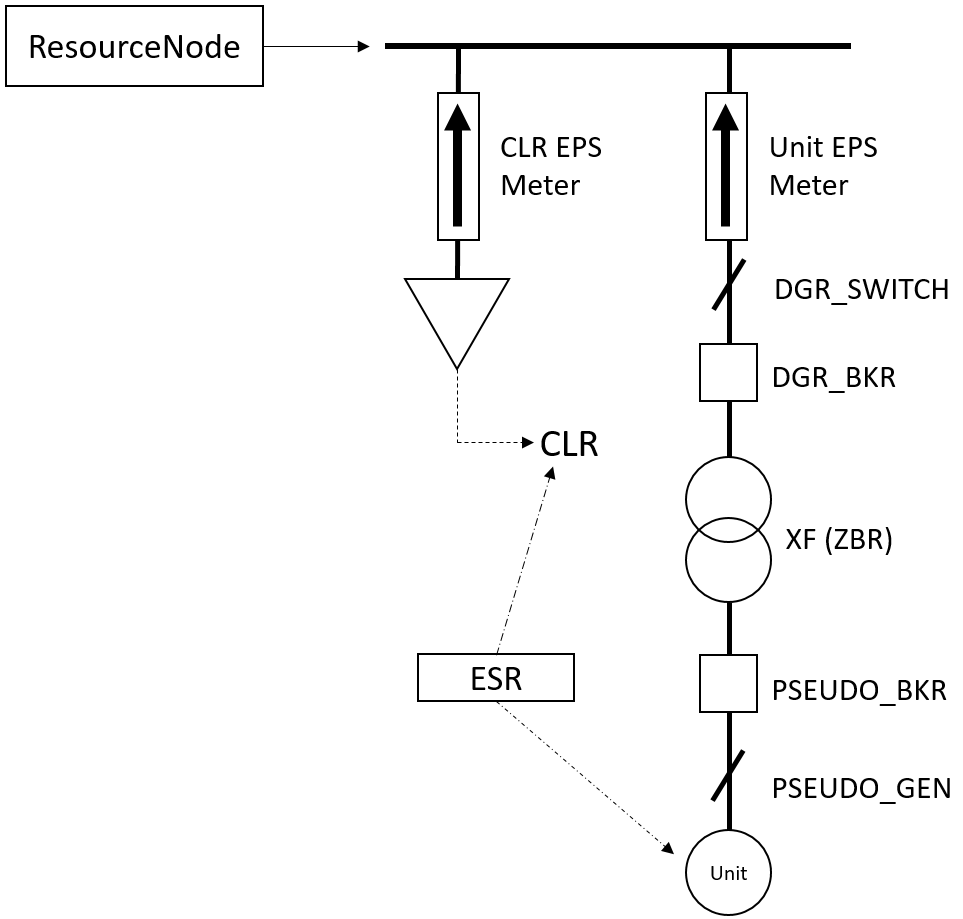 ResourceNode
CLR EPS
Meter
Unit EPS
Meter
DGR_SWITCH
DGR_BKR
CLR
XF (ZBR)
ESR
PSEUDO_BKR
PSEUDO_GEN
Unit